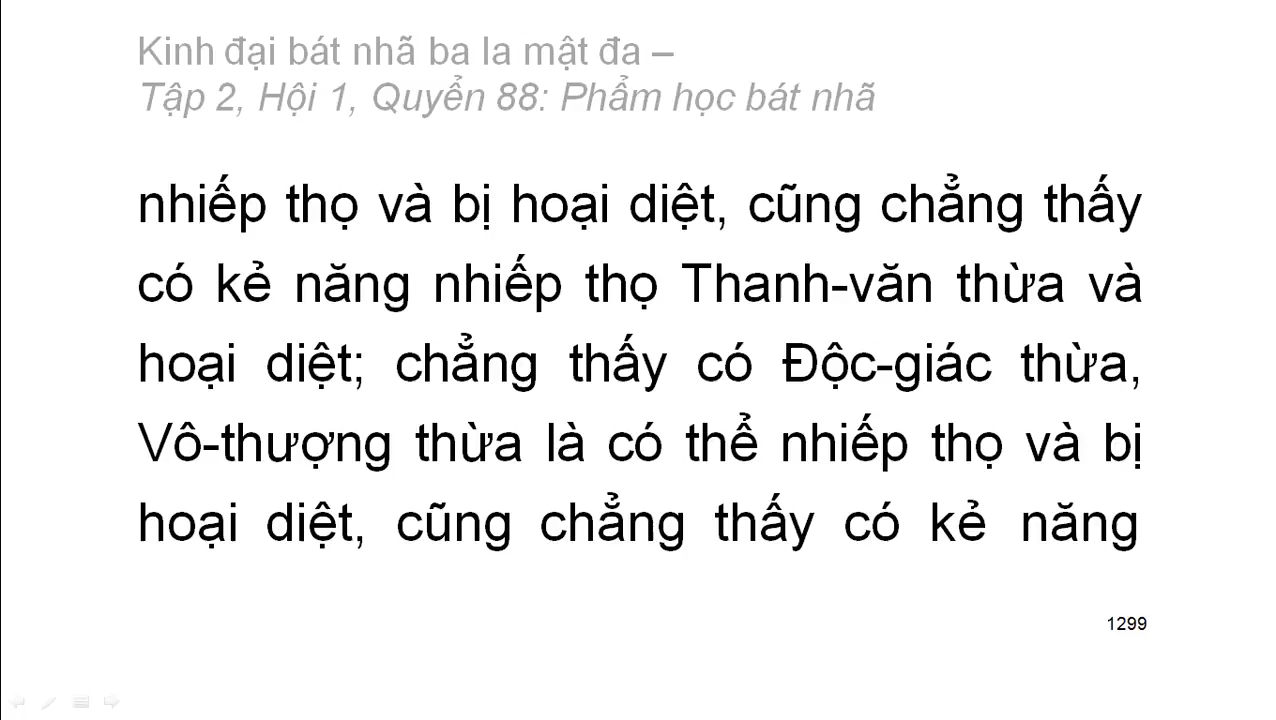 Kinh đại bát nhã ba la mật đa –
Tập 2, Hội 1, Quyển 88: Phẩm học bát nhã
nhiếp thọ và bị hoại diệt, cũng chẳng thấy
có kẻ năng nhiếp thọ Thanh-văn thừa và
hoại diệt; chẳng thấy có Độc-giác thừa,
Vô-thượng thừa là có thể nhiếp thọ và bị
hoại diệt, cũng chẳng thấy có kẻ năng
1299